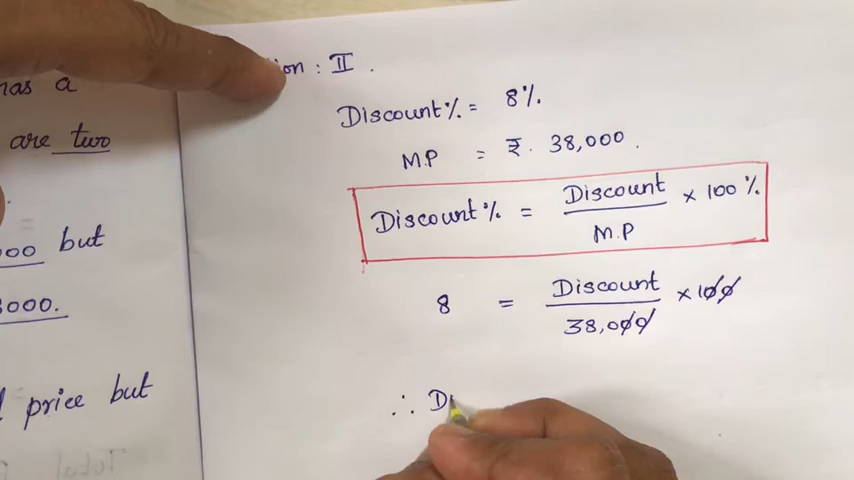 has a
are two
but
3000.
price but
: II.
Discount% = 8%
M.P = ₹. 38,000.
Discount% = Discount / M.P × 100%
8 = Discount / 38,000 × 100
∴ D